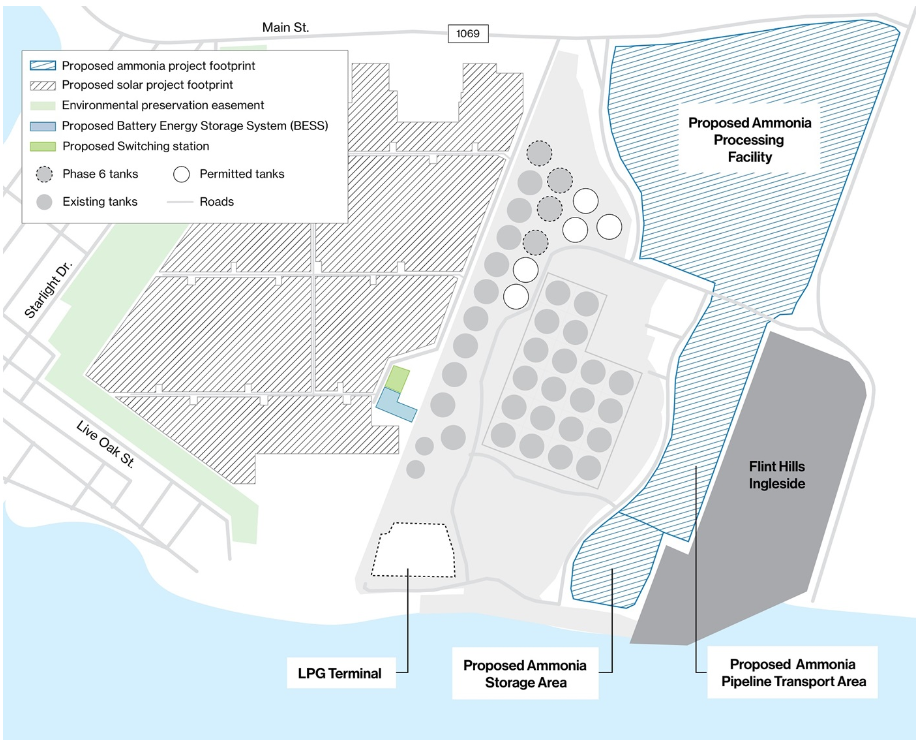 Main St.
1069
Proposed ammonia project footprint
Proposed solar project footprint
Environmental preservation easement
Proposed Battery Energy Storage System (BESS)
Proposed Switching station
Phase 6 tanks
Permitted tanks
Existing tanks
Roads
Proposed Ammonia
Processing
Facility
Starlight Dr.
Live Oak St.
Flint Hills
Ingleside
LPG Terminal
Proposed Ammonia
Storage Area
Proposed Ammonia
Pipeline Transport Area